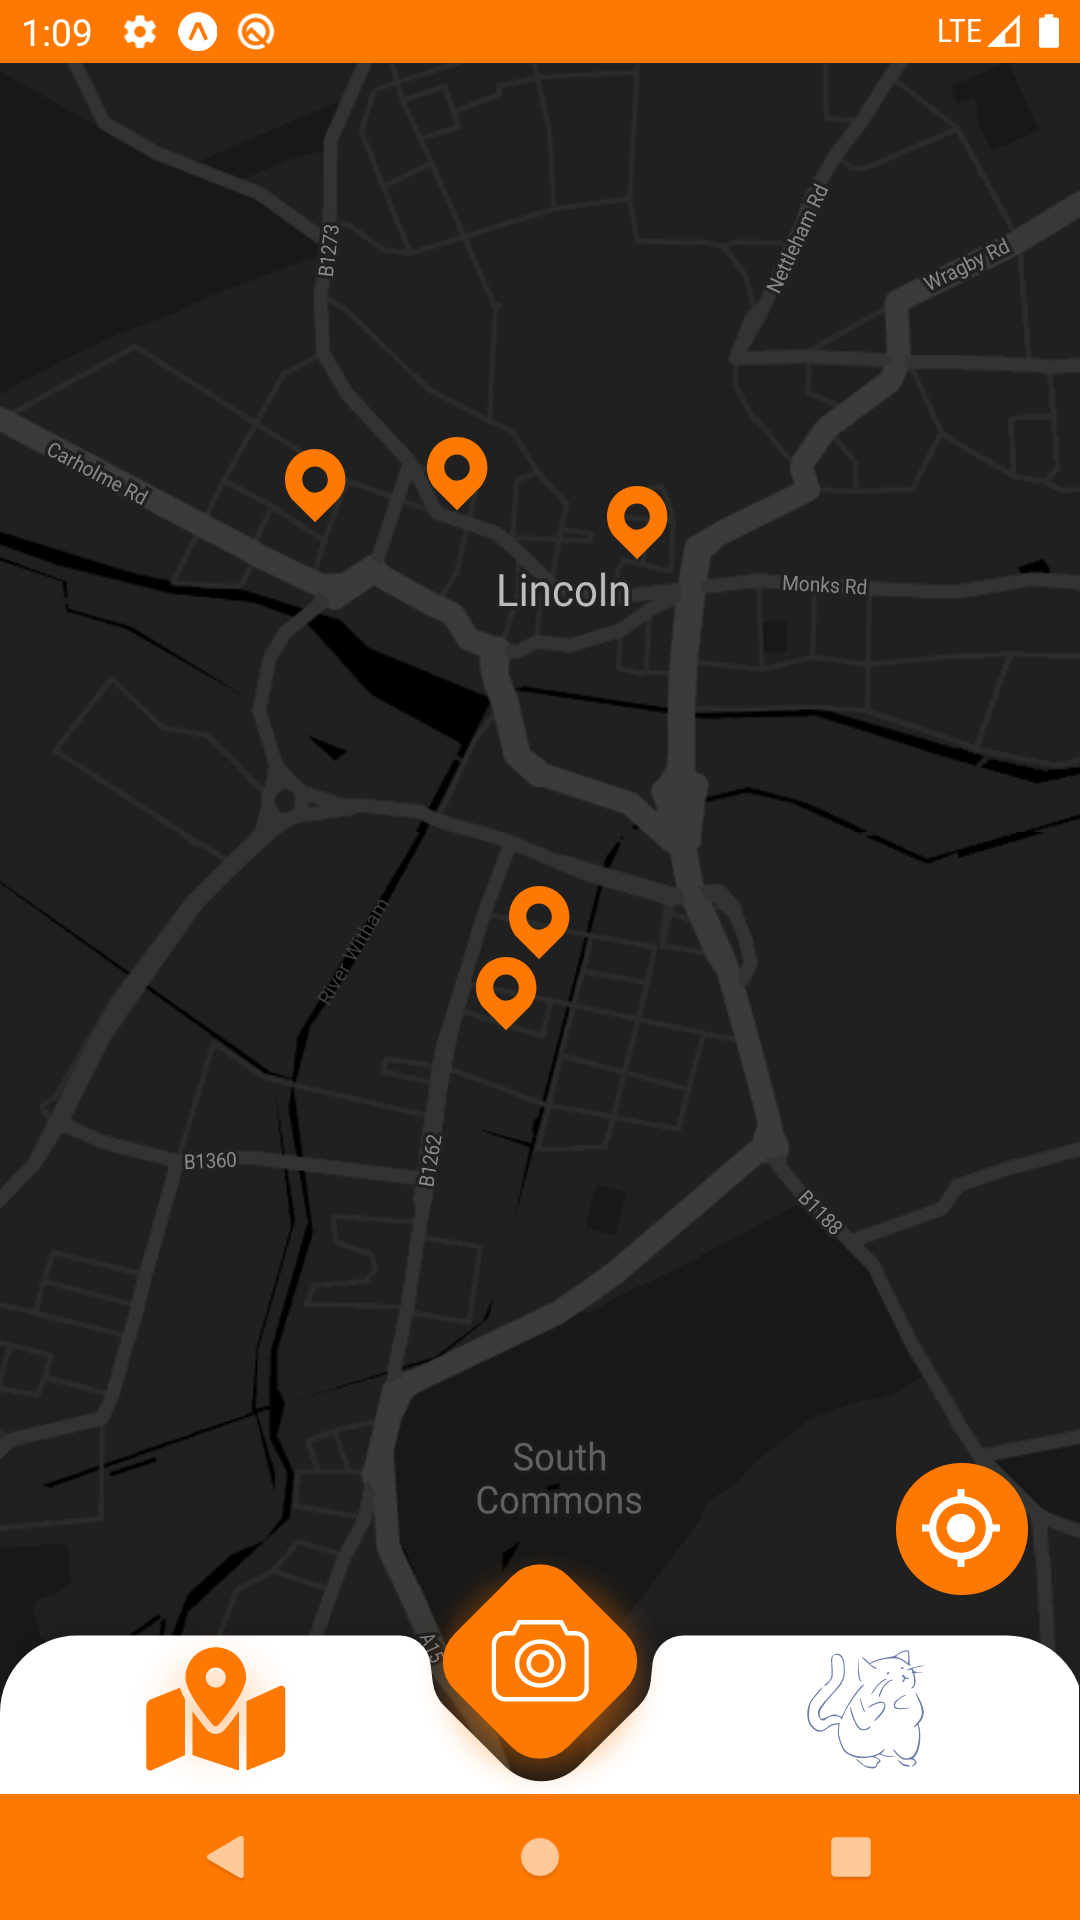 1:09
LTE
Nettleham Rd
B1273
Wragby Rd
Carholme Rd
Lincoln
Monks Rd
River Witham
B1360
B1262
B1188
South
Commons
A15